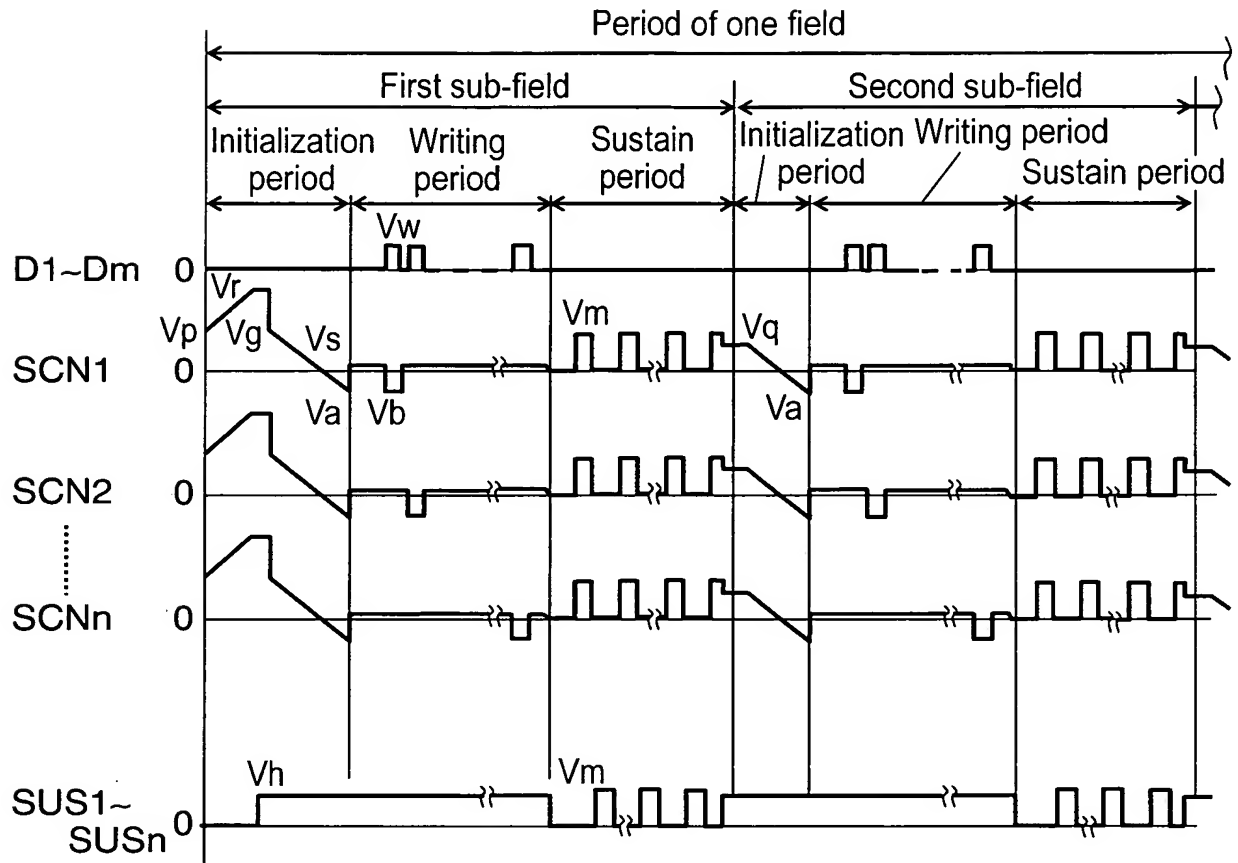 Period of one field
First sub-field
Second sub-field
Initialization
period
Writing
period
Sustain
period
Initialization
period
Writing period
Sustain period
Vw
D1~Dm 0
Vr
Vp Vg Vs Vm Vq
SCN1 0
Va Vb Va
SCN2 0
SCNn 0
Vh Vm
SUS1~
SUSn 0